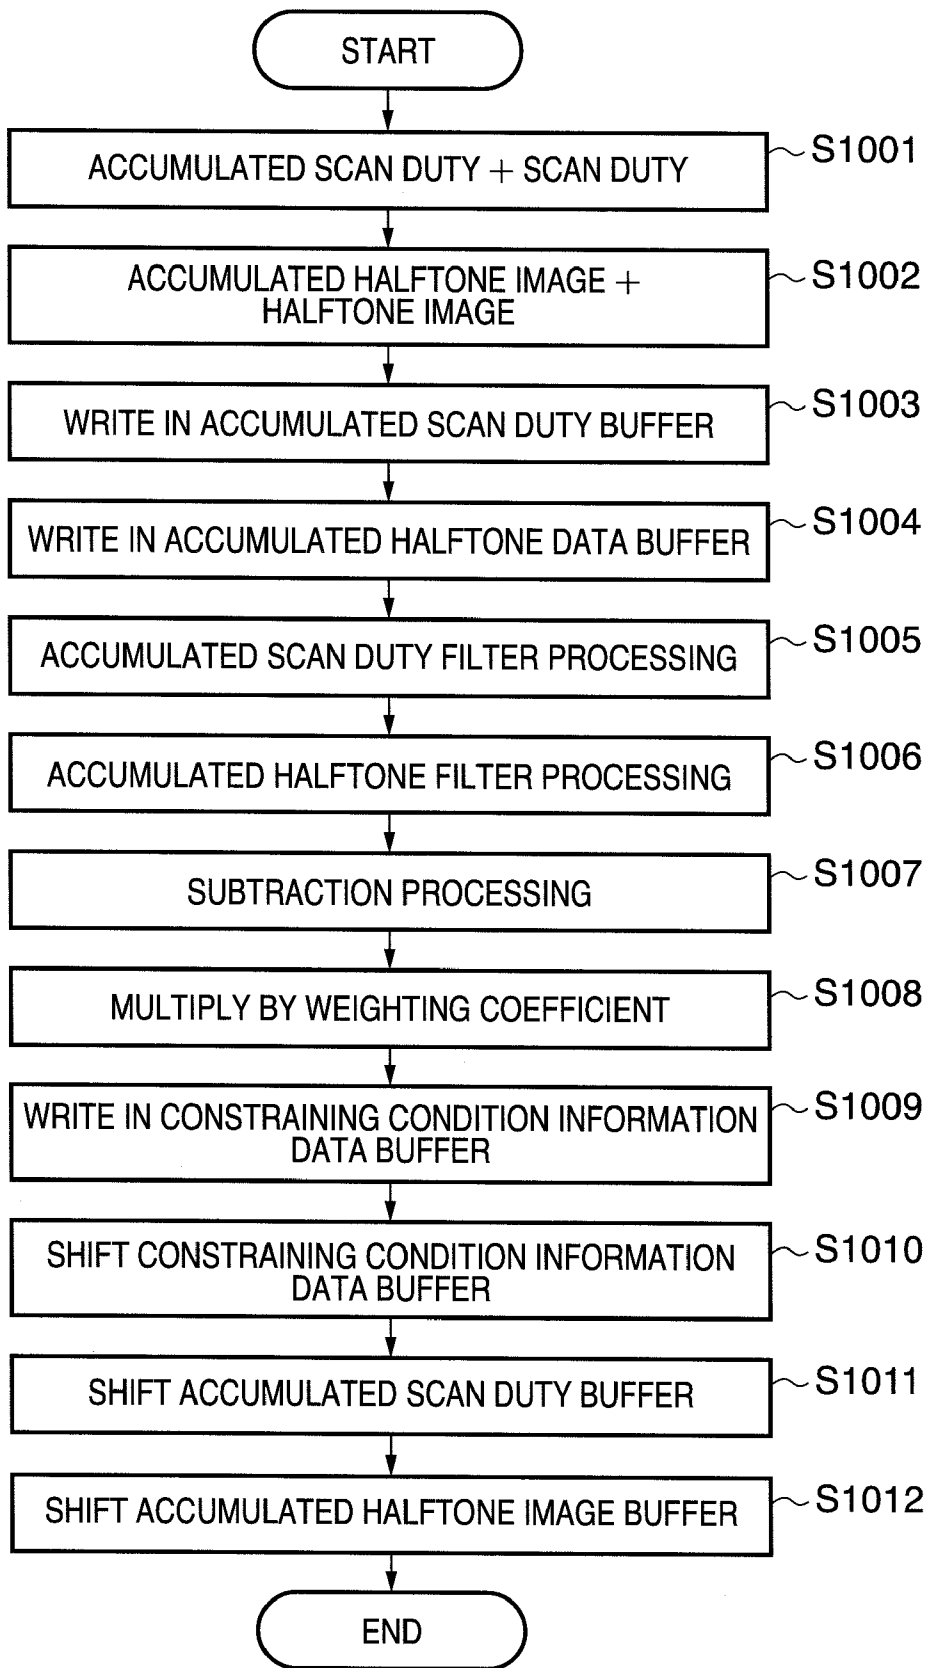 START
ACCUMULATED SCAN DUTY + SCAN DUTY
S1001
ACCUMULATED HALFTONE IMAGE +
HALFTONE IMAGE
S1002
WRITE IN ACCUMULATED SCAN DUTY BUFFER
S1003
WRITE IN ACCUMULATED HALFTONE DATA BUFFER
S1004
ACCUMULATED SCAN DUTY FILTER PROCESSING
S1005
ACCUMULATED HALFTONE FILTER PROCESSING
S1006
SUBTRACTION PROCESSING
S1007
MULTIPLY BY WEIGHTING COEFFICIENT
S1008
WRITE IN CONSTRAINING CONDITION INFORMATION
DATA BUFFER
S1009
SHIFT CONSTRAINING CONDITION INFORMATION
DATA BUFFER
S1010
SHIFT ACCUMULATED SCAN DUTY BUFFER
S1011
SHIFT ACCUMULATED HALFTONE IMAGE BUFFER
S1012
END